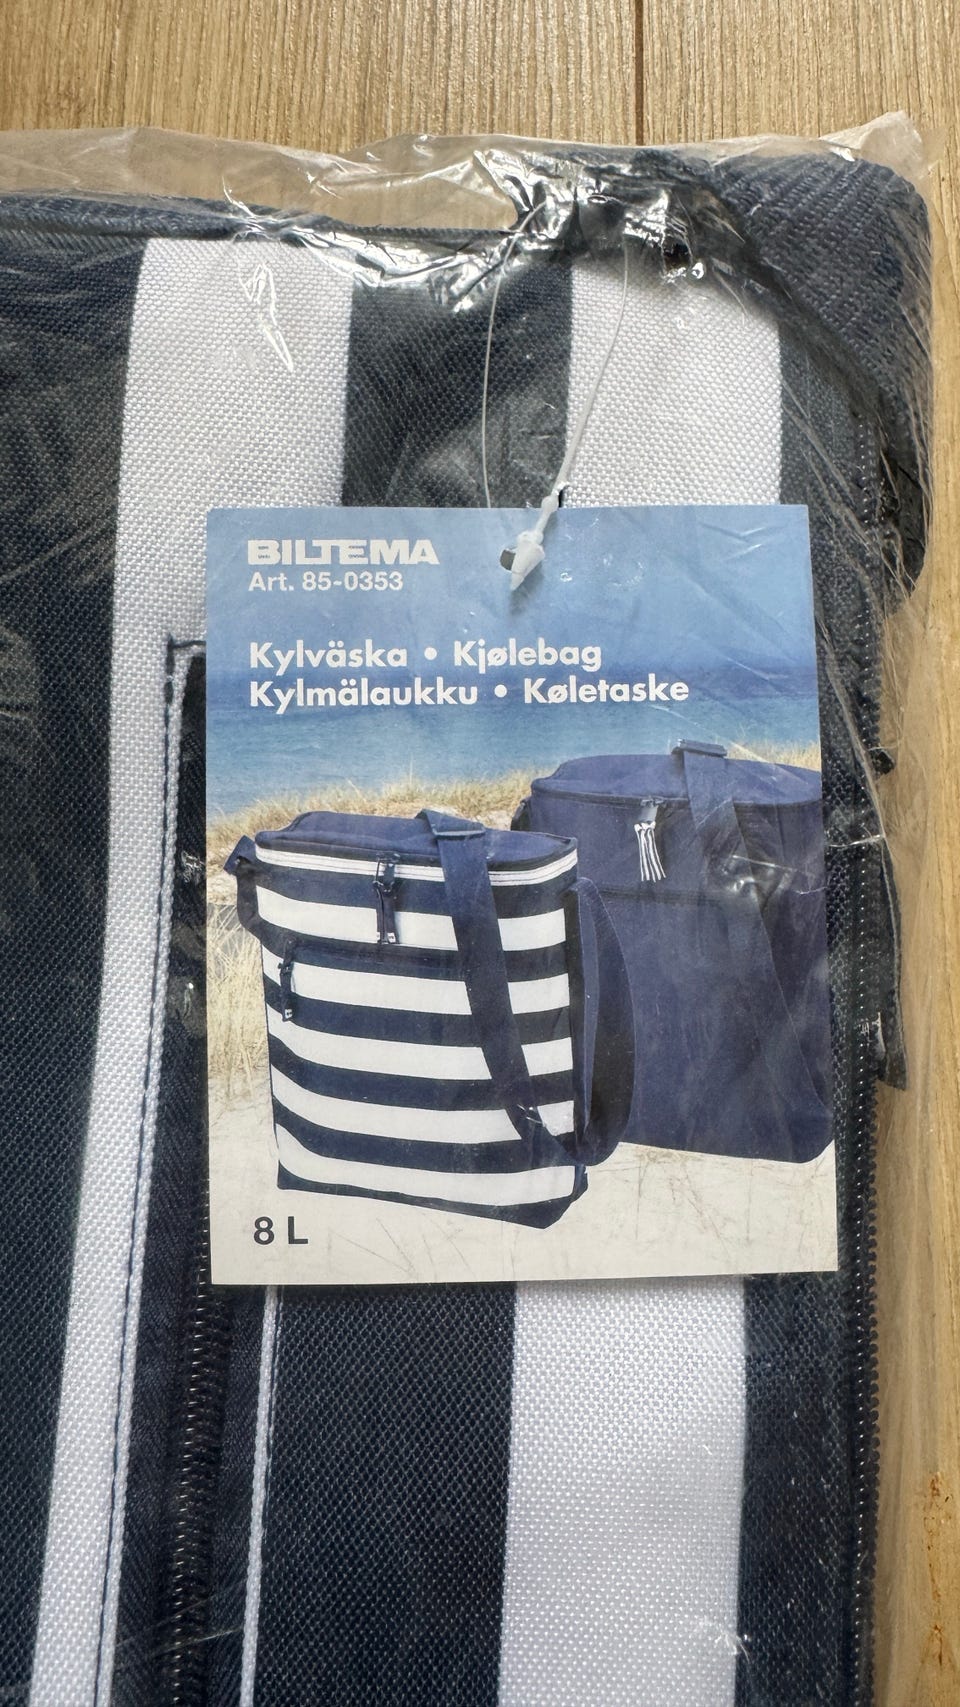 BILTEMA
Art. 85-0353
Kylväska • Kjølebag
Kylmälaukku • Køletaske
8 L